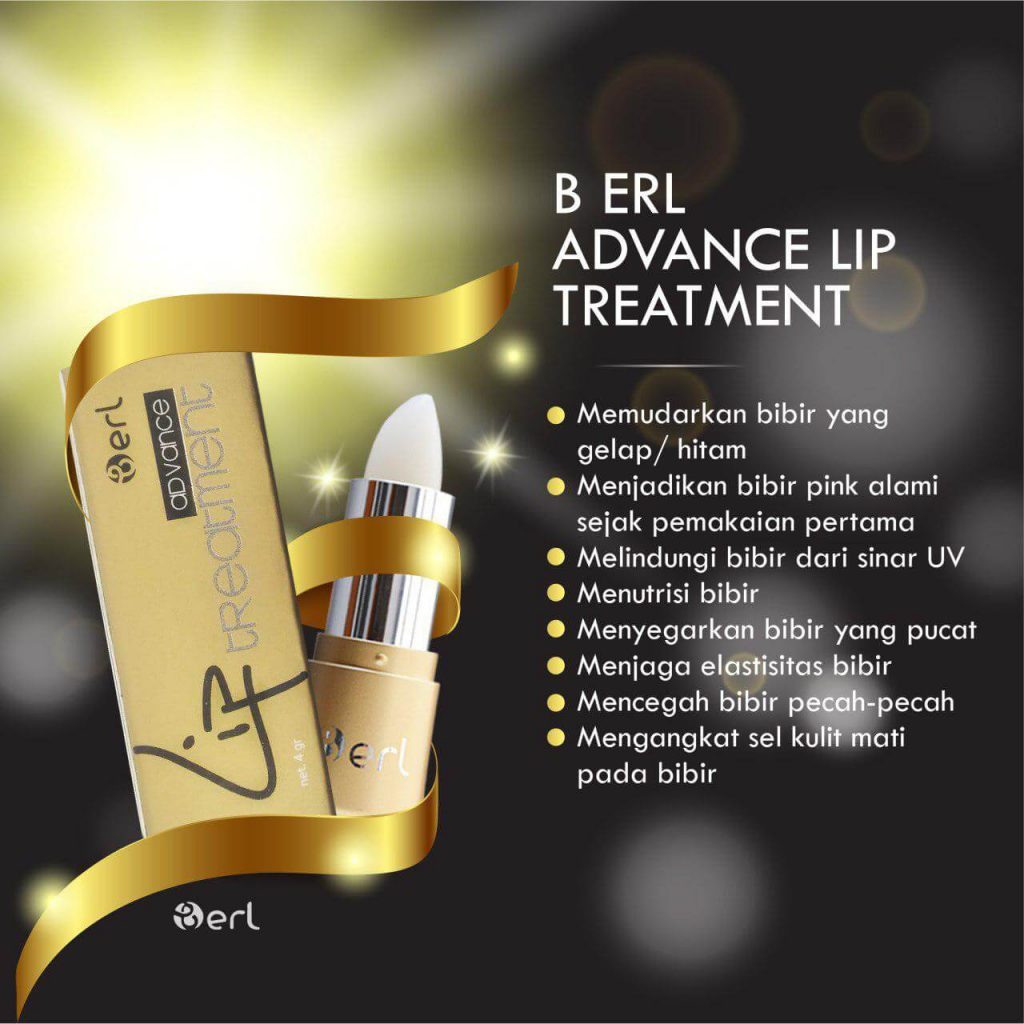 B ERL
ADVANCE LIP
TREATMENT
Memudarkan bibir yang
gelap/ hitam
Menjadikan bibir pink alami
sejak pemakaian pertama
Melindungi bibir dari sinar UV
Menutrisi bibir
Menyegarkan bibir yang pucat
Menjaga elastisitas bibir
Mencegah bibir pecah-pecah
Mengangkat sel kulit mati
pada bibir
Berl
ADVance
tReatment
LIP
net. 4 gr
Berl
Berl